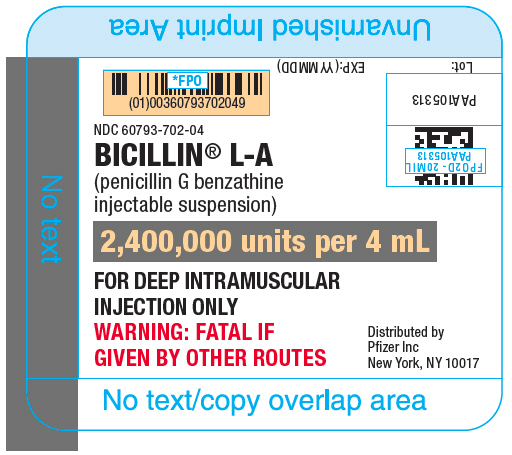 Unvarnished Imprint Area
Lot:
EXP:(YYMMDD)
*FPO
(01)00360793702049
PAA105313
FPO2D - 20MIL
PAA105313
No text
NDC 60793-702-04
BICILLIN® L-A
(penicillin G benzathine
injectable suspension)
2,400,000 units per 4 mL
FOR DEEP INTRAMUSCULAR
INJECTION ONLY
WARNING: FATAL IF
GIVEN BY OTHER ROUTES
Distributed by
Pfizer Inc
New York, NY 10017
No text/copy overlap area